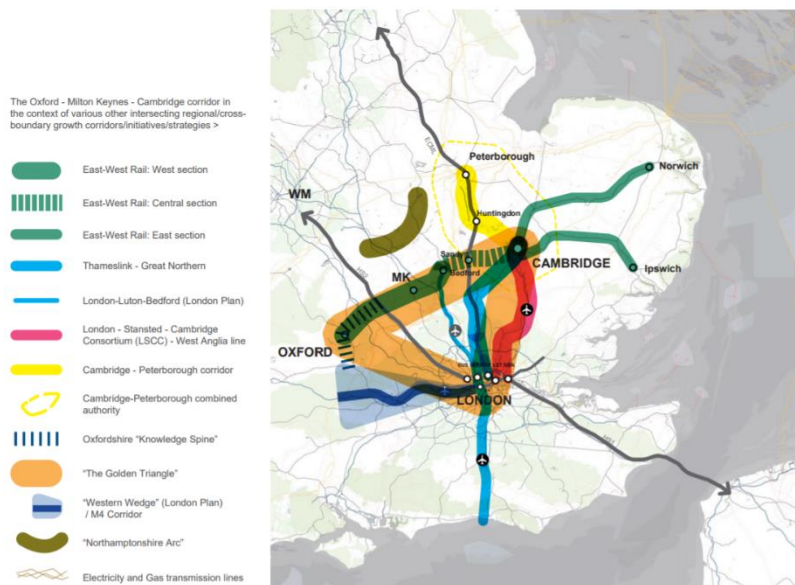 The Oxford - Milton Keynes - Cambridge corridor in
the context of various other intersecting regional/cross-
boundary growth corridors/initiatives/strategies >
East-West Rail: West section
East-West Rail: Central section
East-West Rail: East section
Thameslink - Great Northern
London-Luton-Bedford (London Plan)
London - Stansted - Cambridge
Consortium (LSCC) - West Anglia line
Cambridge - Peterborough corridor
Cambridge-Peterborough combined
authority
Oxfordshire “Knowledge Spine”
“The Golden Triangle”
“Western Wedge” (London Plan)
/ M4 Corridor
“Northamptonshire Arc”
Electricity and Gas transmission lines
ECML
Peterborough
Norwich
WM
Huntingdon
HS2
Sandy
CAMBRIDGE
Bedford
Ipswich
MK
OXFORD
LONDON
HS1